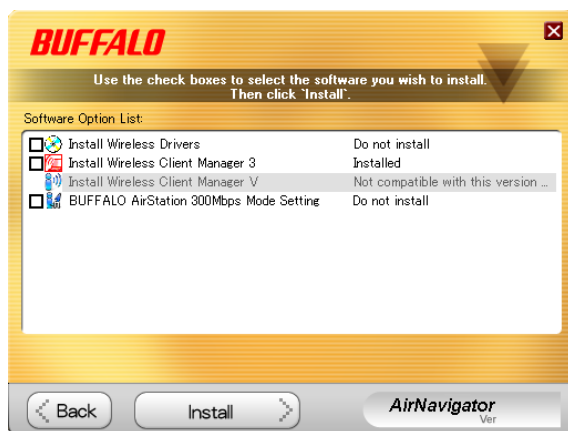 BUFFALO
Use the check boxes to select the software you wish to install.
Then click `Install`.
Software Option List:
Install Wireless Drivers Do not install
Install Wireless Client Manager 3 Installed
Install Wireless Client Manager V Not compatible with this version ...
BUFFALO AirStation 300Mbps Mode Setting Do not install
Back Install AirNavigator
Ver